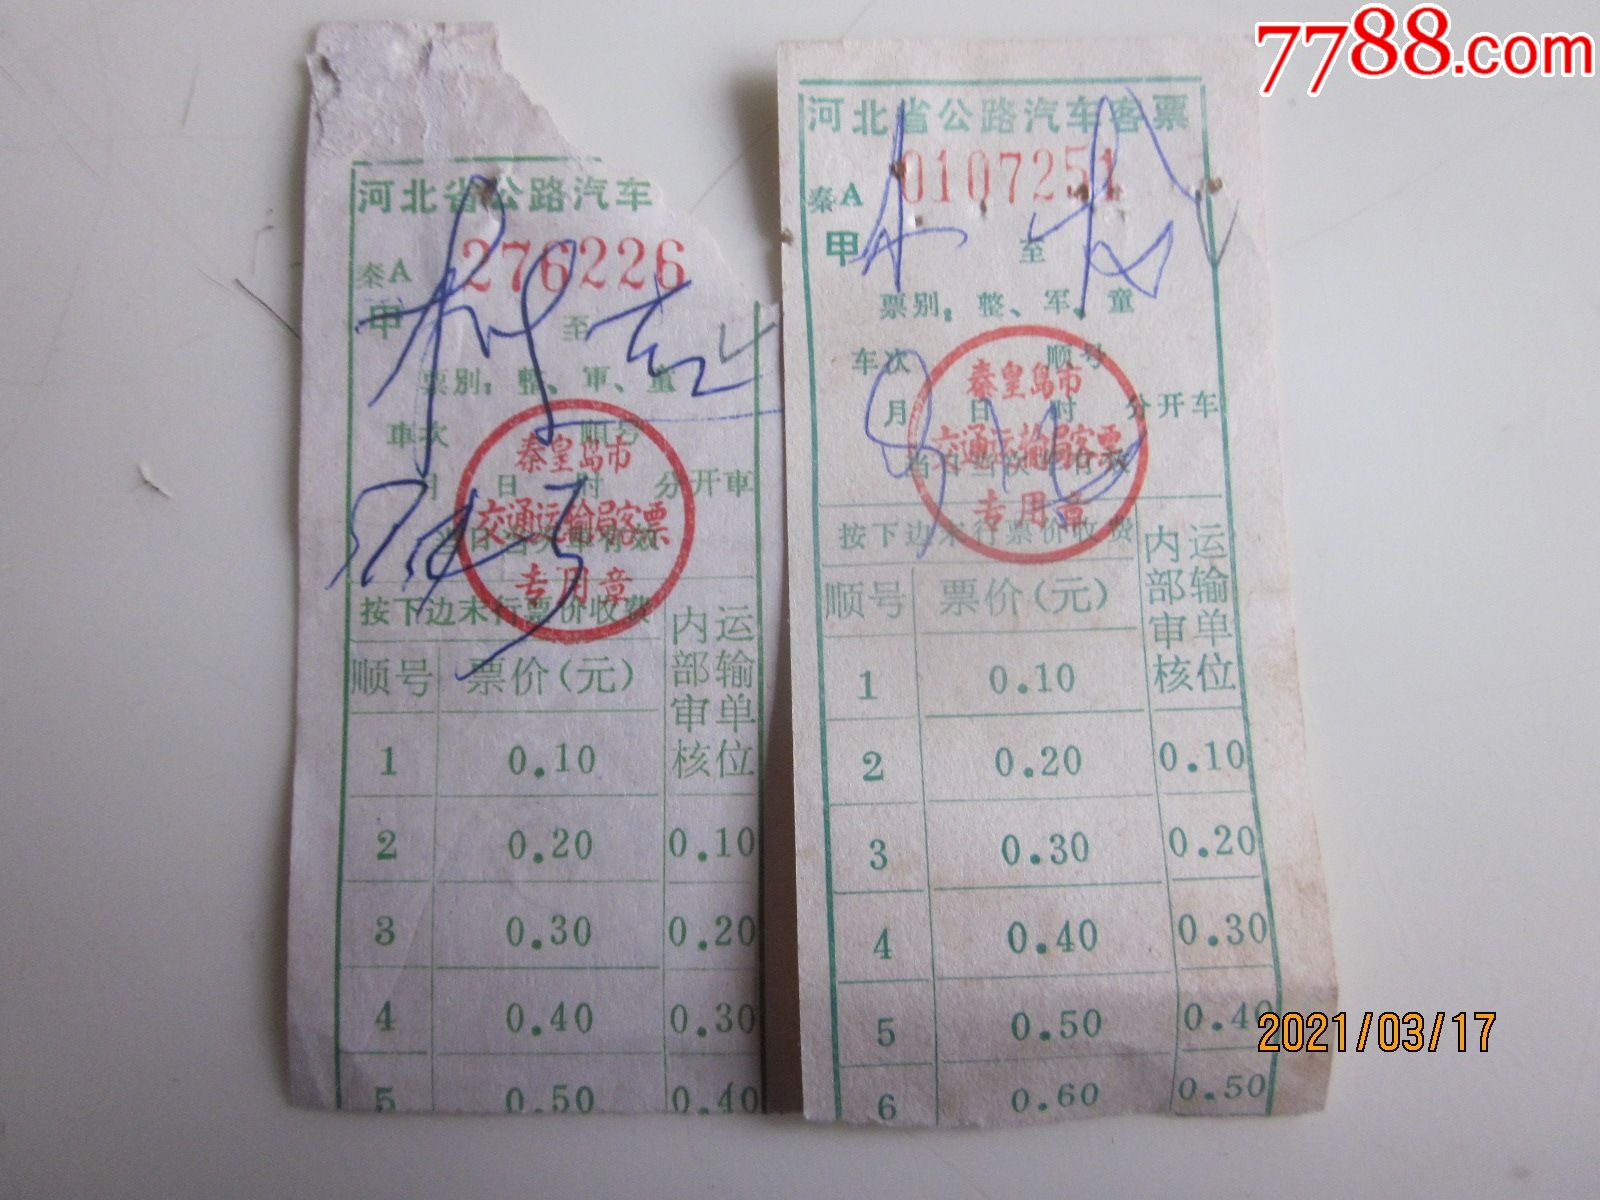 7788.com
河北省公路汽车
秦A 276226
甲 至
票别：整、軍、童
車次 順号
月 日 时 分开車
当日当次車有效
按下边末行票价收费
顺号 票价(元) 运输单位内部审核
1 0.10
2 0.20 0.10
3 0.30 0.20
4 0.40 0.30
5 0.50 0.40
秦皇岛市
交通运输局客票
专用章
河北省公路汽车客票
秦A 0107251
甲 至
票别：整、军、童
车次 顺号
月 日 时 分开车
当日当次车有效
按下边末行票价收费
顺号 票价(元) 运输单位内部审核
1 0.10
2 0.20 0.10
3 0.30 0.20
4 0.40 0.30
5 0.50 0.40
6 0.60 0.50
秦皇岛市
交通运输局客票
专用章
2021/03/17